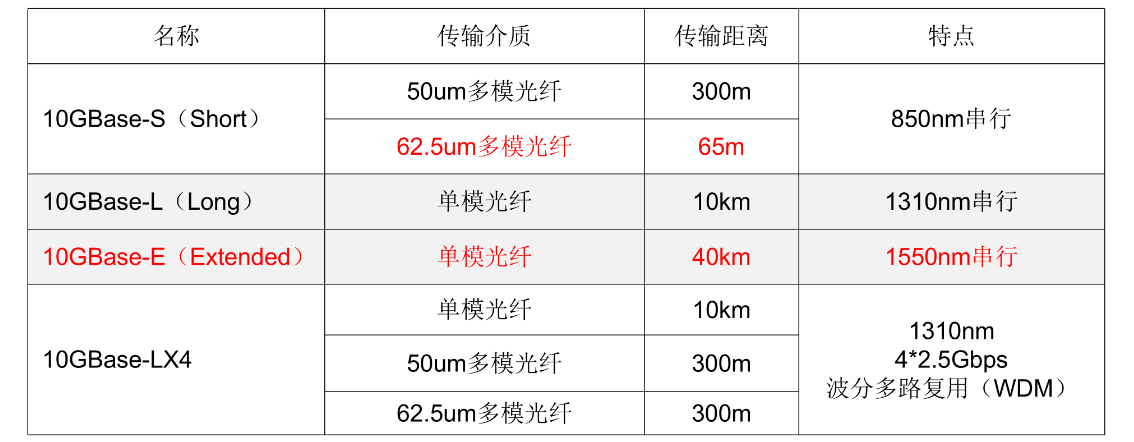 名称 传输介质 传输距离 特点
10GBase-S（Short） 50um多模光纤 300m 850nm串行
62.5um多模光纤 65m
10GBase-L（Long） 单模光纤 10km 1310nm串行
10GBase-E（Extended） 单模光纤 40km 1550nm串行
10GBase-LX4 单模光纤 10km 1310nm
4*2.5Gbps
波分多路复用（WDM）
50um多模光纤 300m
62.5um多模光纤 300m